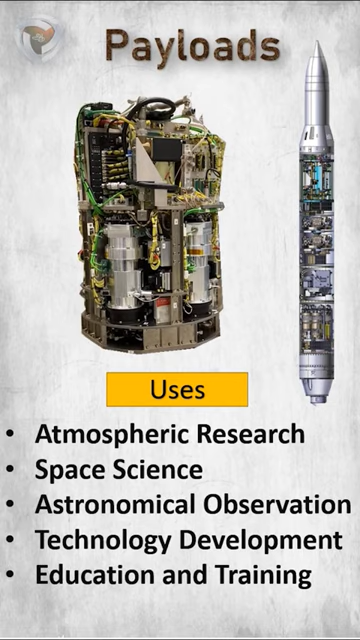 Payloads
Uses
• Atmospheric Research
• Space Science
• Astronomical Observation
• Technology Development
• Education and Training